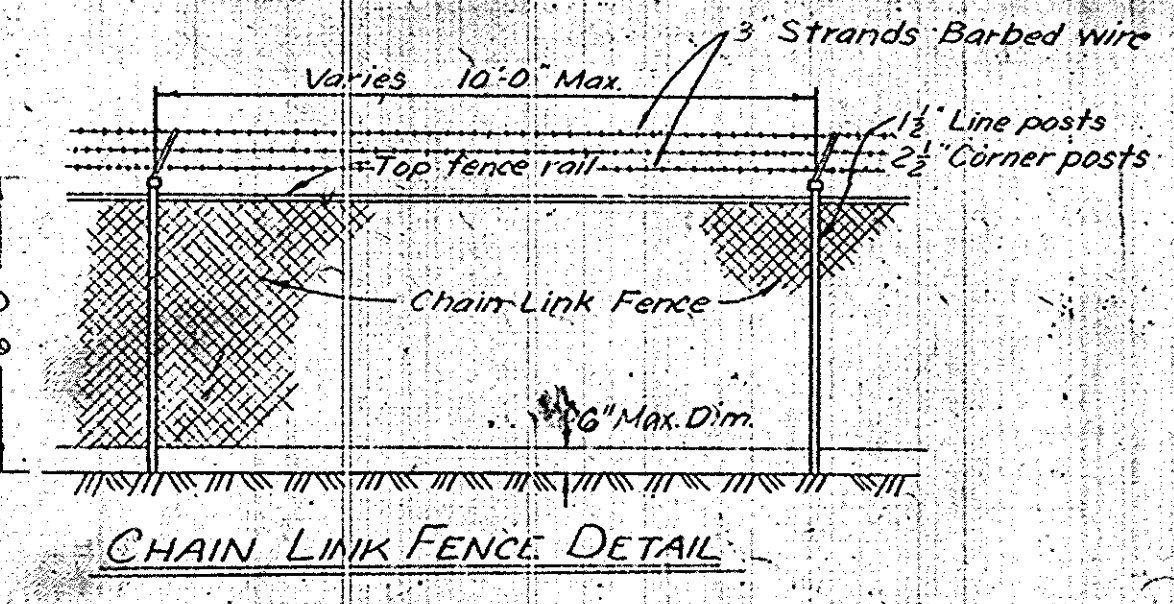 3" Strands Barbed wire
Varies 10'-0" Max.
1½" Line posts
2½" Corner posts
Top fence rail
Chain Link Fence
6" Max. Dim.
CHAIN LINK FENCE DETAIL